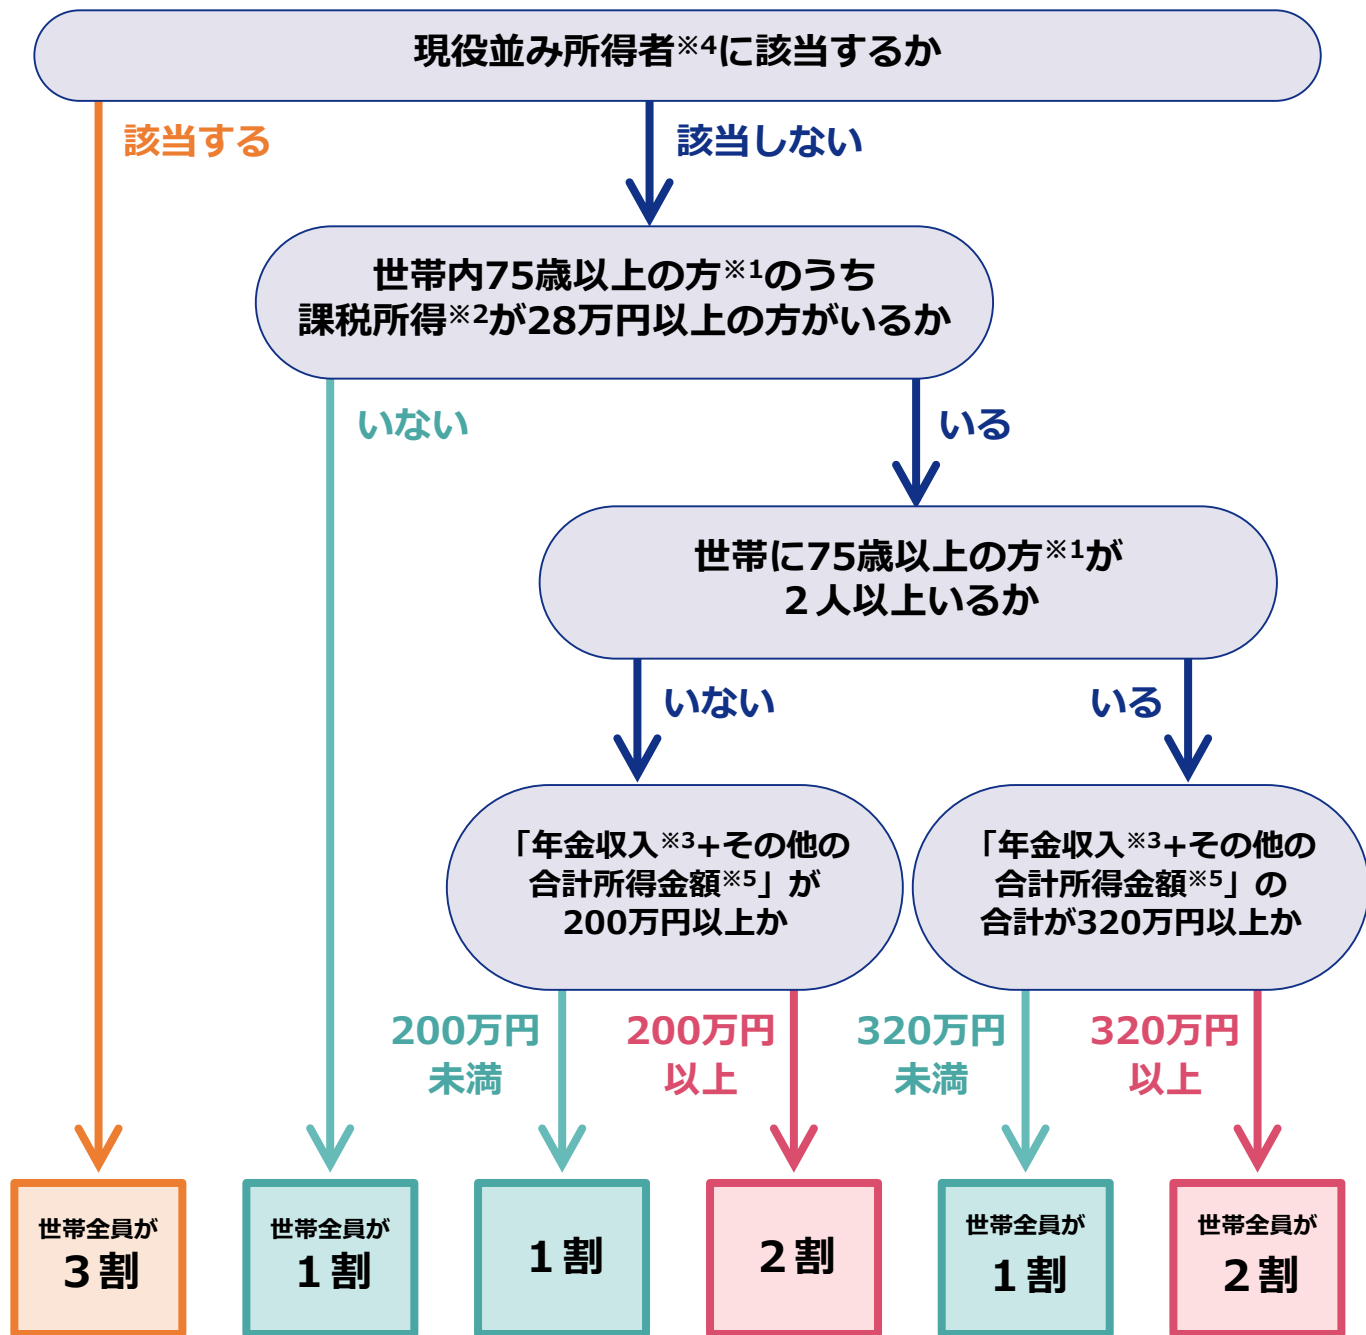 現役並み所得者※4に該当するか
該当する
該当しない
世帯内75歳以上の方※1のうち
課税所得※2が28万円以上の方がいるか
いない
いる
世帯に75歳以上の方※1が
２人以上いるか
いない
いる
「年金収入※3+その他の
合計所得金額※5」が
200万円以上か
「年金収入※3+その他の
合計所得金額※5」の
合計が320万円以上か
200万円
未満
200万円
以上
320万円
未満
320万円
以上
世帯全員が
３割
世帯全員が
１割
１割
２割
世帯全員が
１割
世帯全員が
２割